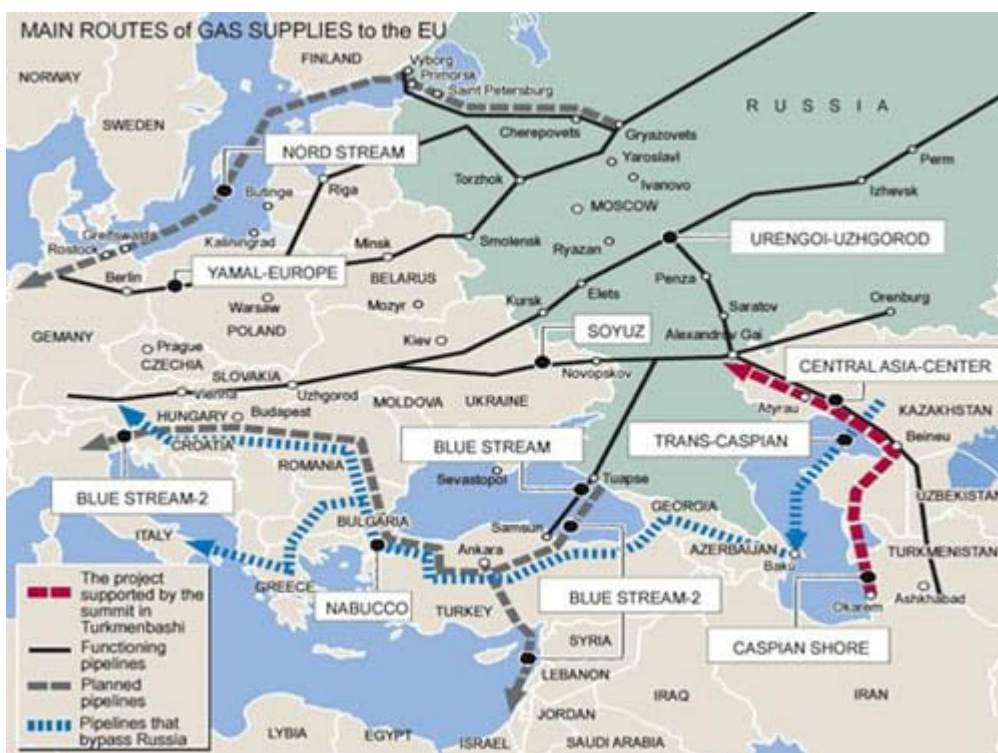 MAIN ROUTES of GAS SUPPLIES to the EU
NORWAY
FINLAND
SWEDEN
Vyborg
Primorsk
Saint Petersburg
RUSSIA
Cherepovets
Gryazovets
NORD STREAM
Yaroslavl
Perm
Butinge
Riga
Torzhok
Ivanovo
Izhevsk
MOSCOW
Greifswald
Rostock
Kaliningrad
Minsk
Smolensk
Ryazan
URENGOI-UZHGOROD
Berlin
YAMAL-EUROPE
BELARUS
Penza
Warsaw
Mozyr
Kursk
Elets
Saratov
Orenburg
GEMANY
POLAND
Kiev
SOYUZ
Alexandrov Gai
Prague
CZECHIA
SLOVAKIA
Novopskov
CENTRAL ASIA-CENTER
Vienna
Uzhgorod
MOLDOVA
UKRAINE
Atyrau
KAZAKHSTAN
HUNGARY
Budapest
CROATIA
BLUE STREAM
TRANS-CASPIAN
Beineu
ROMANIA
Sevastopol
Tuapse
BLUE STREAM-2
UZBEKISTAN
BULGARIA
Samsun
GEORGIA
ITALY
Ankara
AZERBAIJAN
Baku
TURKMENISTAN
GREECE
NABUCCO
TURKEY
BLUE STREAM-2
Okarem
Ashkhabad
SYRIA
CASPIAN SHORE
LEBANON
IRAQ
IRAN
JORDAN
LYBIA
EGYPT
ISRAEL
SAUDI ARABIA
The project
supported by the
summit in
Turkmenbashi
Functioning
pipelines
Planned
pipelines
Pipelines that
bypass Russia